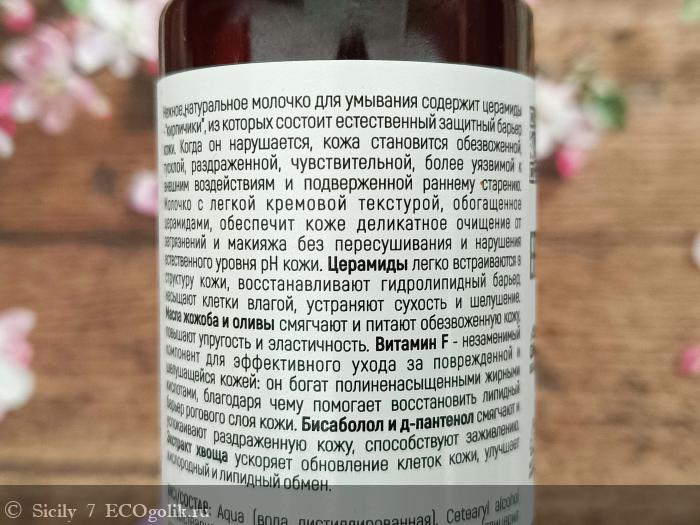 Нежное, натуральное молочко для умывания содержит церамиды
-"кирпичики", из которых состоит естественный защитный барьер
кожи. Когда он нарушается, кожа становится обезвоженной,
тусклой, раздраженной, чувствительной, более уязвимой к
внешним воздействиям и подверженной раннему старению.
Молочко с легкой кремовой текстурой, обогащенное
церамидами, обеспечит коже деликатное очищение от
загрязнений и макияжа без пересушивания и нарушения
естественного уровня pH кожи. Церамиды легко встраиваются в
структуру кожи, восстанавливают гидролипидный барьер,
насыщают клетки влагой, устраняют сухость и шелушение.
Масла жожоба и оливы смягчают и питают обезвоженную кожу,
повышают упругость и эластичность. Витамин F - незаменимый
компонент для эффективного ухода за поврежденной и
шелушащейся кожей: он богат полиненасыщенными жирными
кислотами, благодаря чему помогает восстановить липидный
барьер рогового слоя кожи. Бисаболол и д-пантенол смягчают и
успокаивают раздраженную кожу, способствуют заживлению.
Экстракт хвоща ускоряет обновление клеток кожи, улучшает
кислородный и липидный обмен.
СОСТАВ: Aqua (вода дистиллированная), Cetearyl alcohol
© Sicily 7 ECOgolik.ru